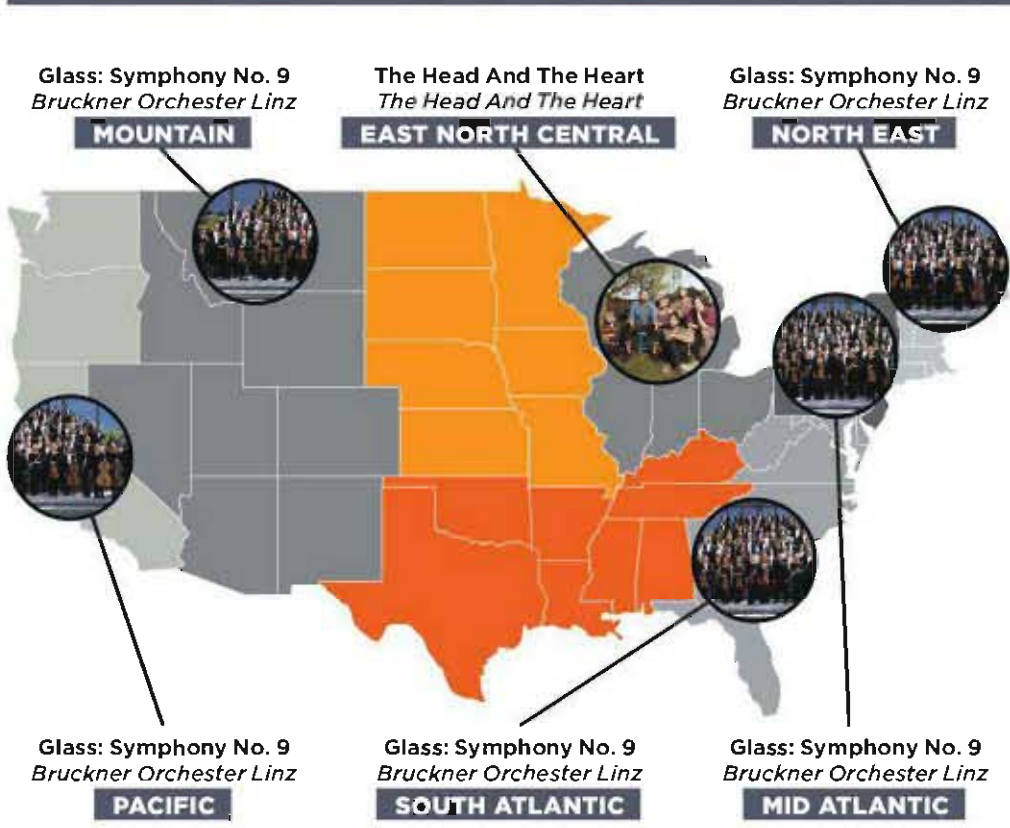 Glass: Symphony No. 9
Bruckner Orchester Linz
MOUNTAIN
The Head And The Heart
The Head And The Heart
EAST NORTH CENTRAL
Glass: Symphony No. 9
Bruckner Orchester Linz
NORTH EAST
Glass: Symphony No. 9
Bruckner Orchester Linz
PACIFIC
Glass: Symphony No. 9
Bruckner Orchester Linz
SOUTH ATLANTIC
Glass: Symphony No. 9
Bruckner Orchester Linz
MID ATLANTIC